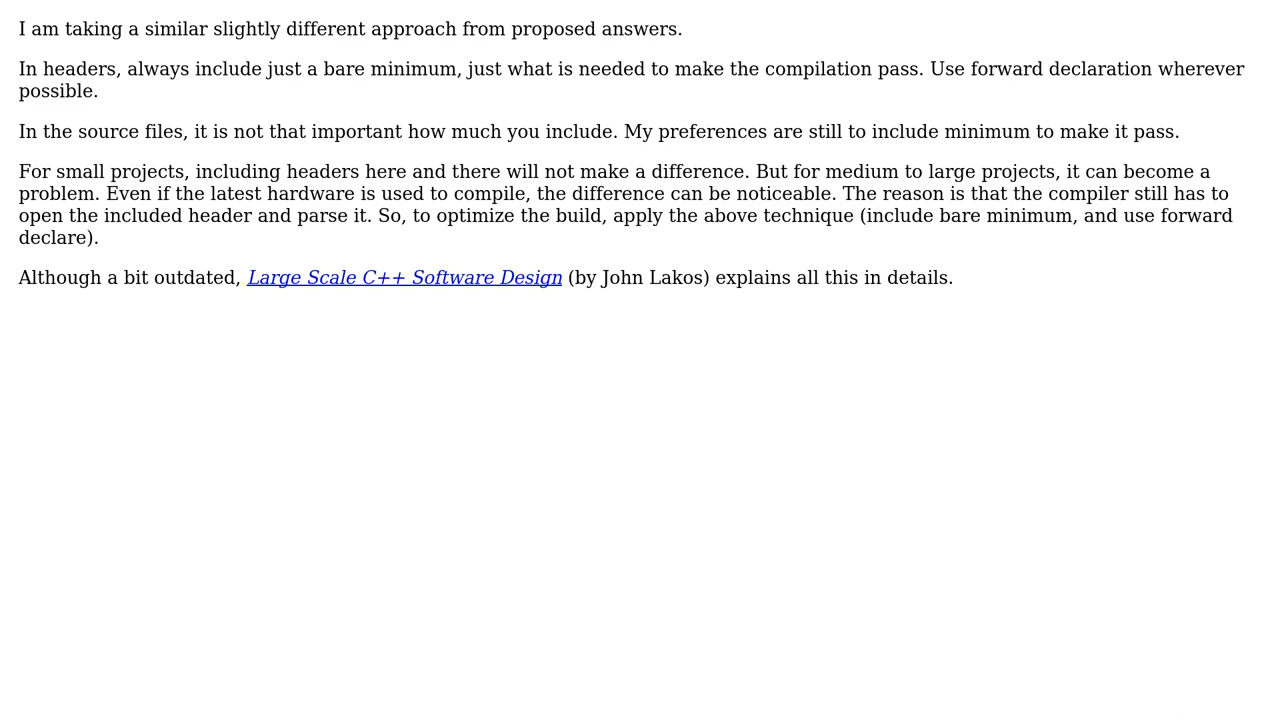 I am taking a similar slightly different approach from proposed answers.
In headers, always include just a bare minimum, just what is needed to make the compilation pass. Use forward declaration wherever
possible.
In the source files, it is not that important how much you include. My preferences are still to include minimum to make it pass.
For small projects, including headers here and there will not make a difference. But for medium to large projects, it can become a
problem. Even if the latest hardware is used to compile, the difference can be noticeable. The reason is that the compiler still has to
open the included header and parse it. So, to optimize the build, apply the above technique (include bare minimum, and use forward
declare).
Although a bit outdated, Large Scale C++ Software Design (by John Lakos) explains all this in details.